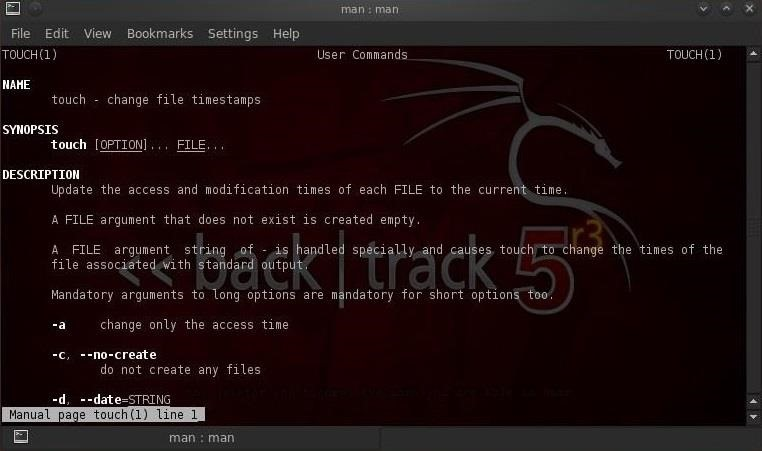 man : man
File Edit View Bookmarks Settings Help
TOUCH(1) User Commands TOUCH(1)
NAME
touch - change file timestamps
SYNOPSIS
touch [OPTION]... FILE...
DESCRIPTION
Update the access and modification times of each FILE to the current time.
A FILE argument that does not exist is created empty.
A FILE argument string of - is handled specially and causes touch to change the times of the
file associated with standard output.
<< back | track 5 r3
Mandatory arguments to long options are mandatory for short options too.
-a change only the access time
-c, --no-create
do not create any files
-d, --date=STRING
Manual page touch(1) line 1
man : man